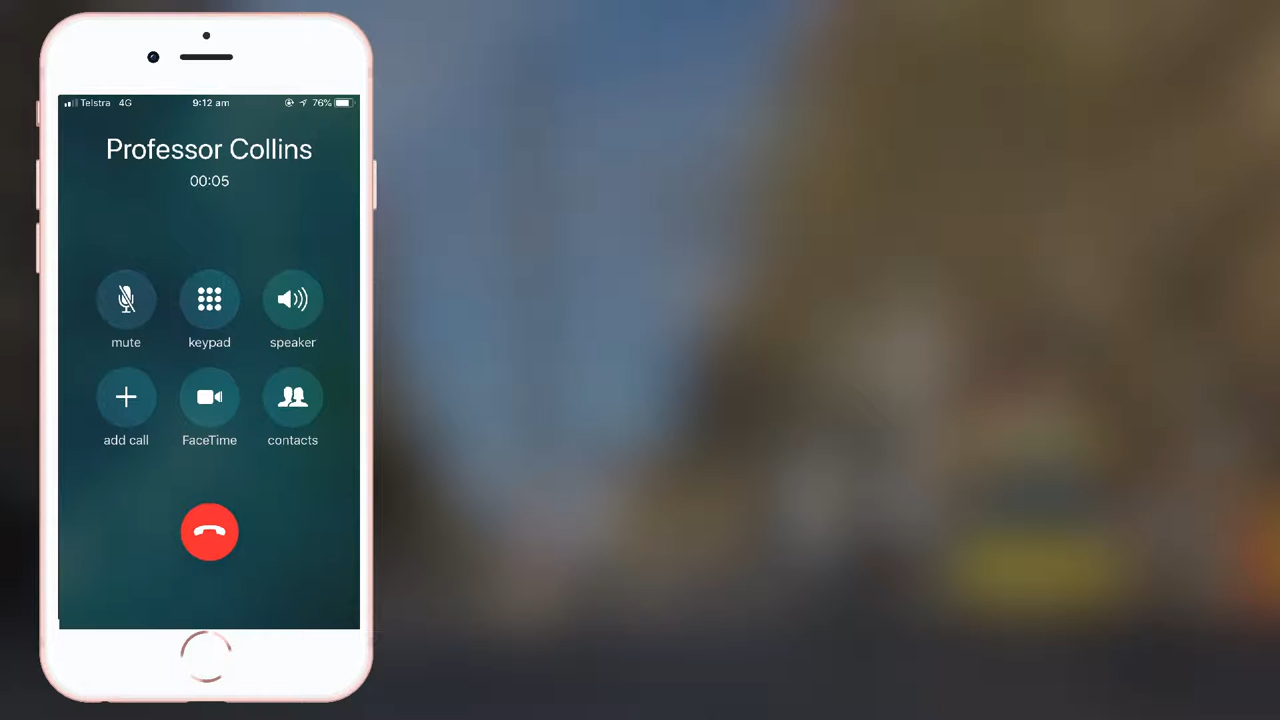 Telstra 4G 9:12 am 76%
Professor Collins
00:05
mute keypad speaker
add call FaceTime contacts